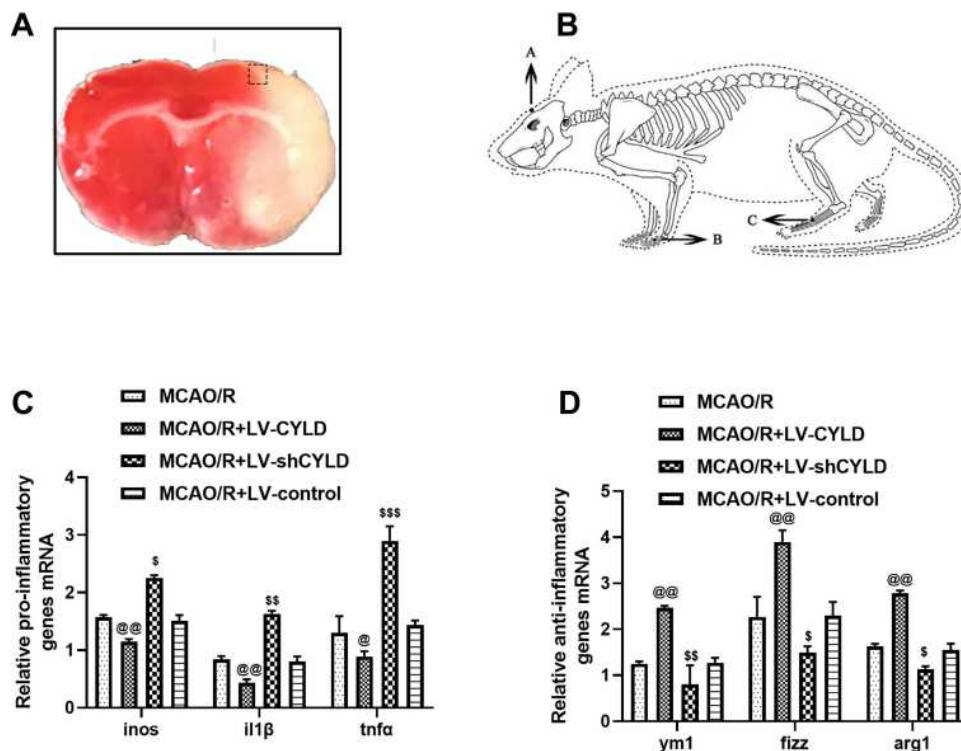 A
B
A
B
C
C
MCAO/R
MCAO/R+LV-CYLD
MCAO/R+LV-shCYLD
MCAO/R+LV-control
Relative pro-inflammatory
genes mRNA
4
3
2
1
0
@@
$
@@
$$
@
$$$
inos
il1β
tnfα
D
MCAO/R
MCAO/R+LV-CYLD
MCAO/R+LV-shCYLD
MCAO/R+LV-control
Relative anti-inflammatory
genes mRNA
5
4
3
2
1
0
@@
$$
@@
$
@@
$
ym1
fizz
arg1